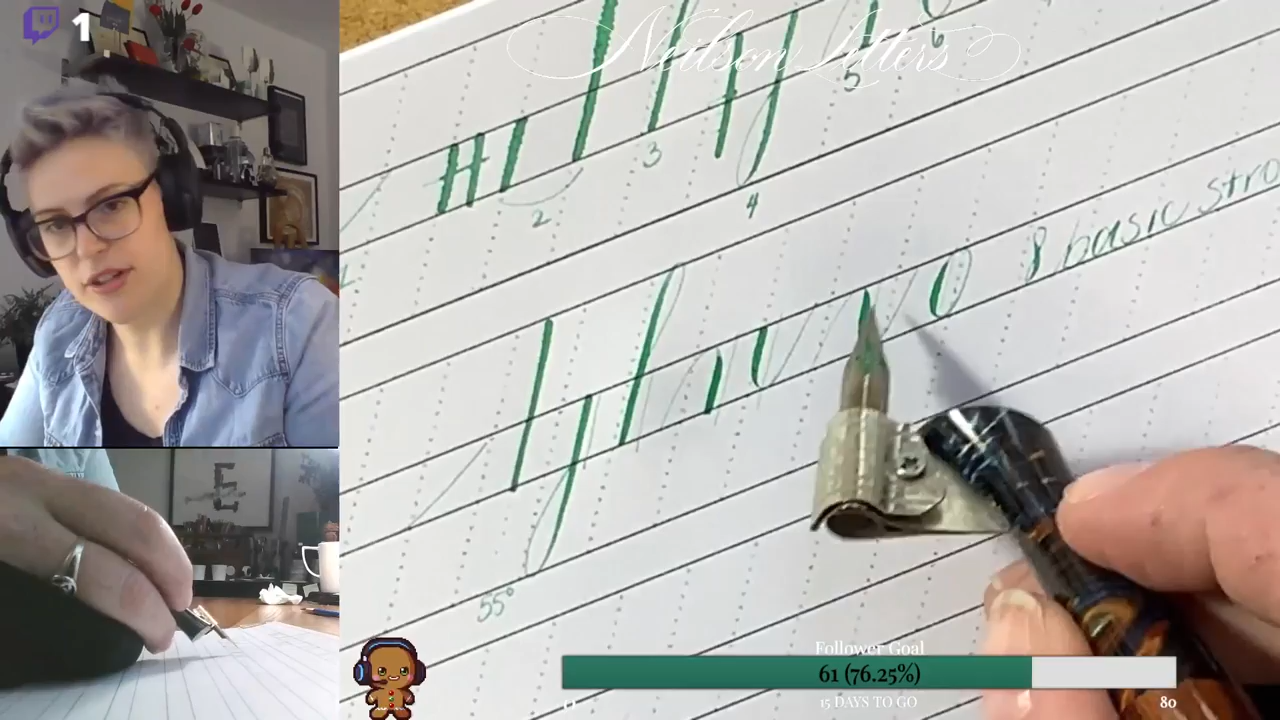 1
Neilson Letters
2
3
4
5
6
8 basic stro
55°
Follower Goal
61 (76.25%)
0
15 DAYS TO GO
80